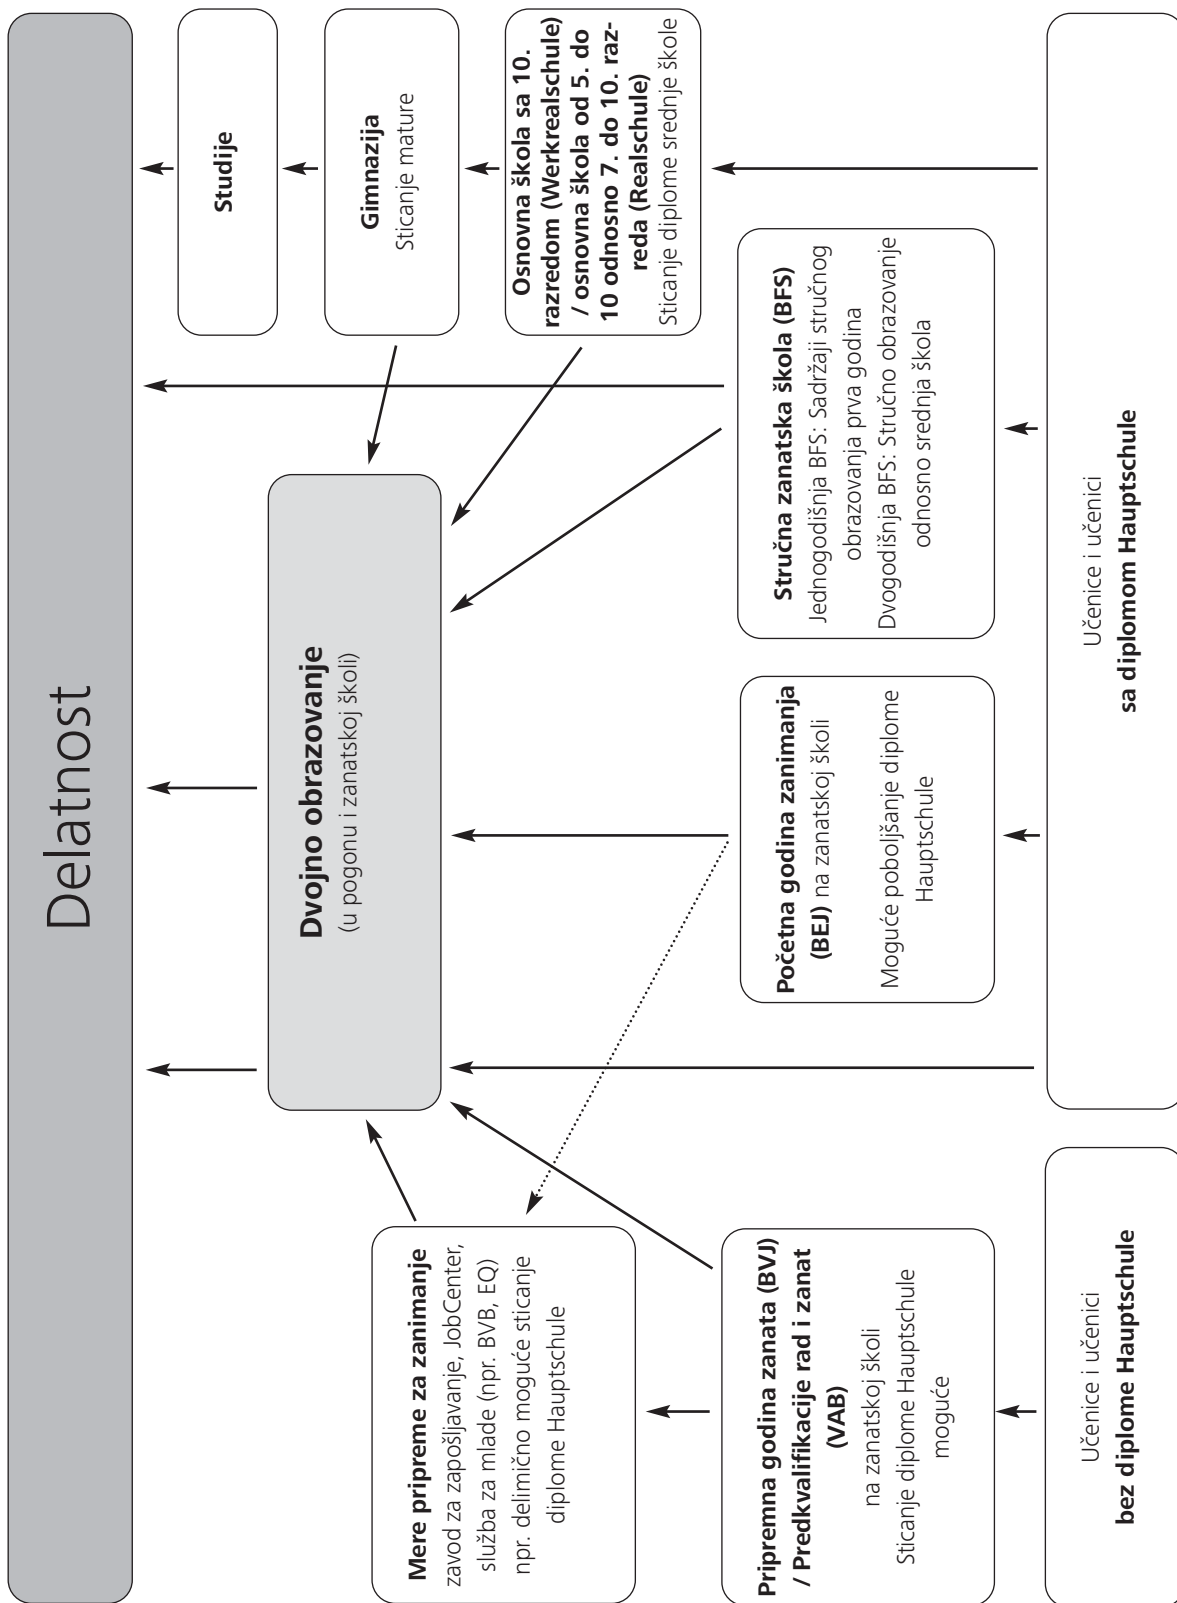 Delatnost
Dvojno obrazovanje
(u pogonu i zanatskoj školi)
Studije
Gimnazija
Sticanje mature
Mere pripreme za zanimanje
zavod za zapošljavanje, JobCenter,
služba za mlade (npr. BVB, EQ)
npr. delimično moguće sticanje
diplome Hauptschule
Osnovna škola sa 10.
razredom (Werkrealschule)
/ osnovna škola od 5. do
10 odnosno 7. do 10. raz-
reda (Realschule)
Sticanje diplome srednje škole
Pripremna godina zanata (BVJ)
/ Predkvalifikacije rad i zanat
(VAB)
na zanatskoj školi
Sticanje diplome Hauptschule
moguće
Početna godina zanimanja
(BEJ) na zanatskoj školi
Moguće poboljšanje diplome
Hauptschule
Stručna zanatska škola (BFS)
Jednogodišnja BFS: Sadržaji stručnog
obrazovanja prva godina
Dvogodišnja BFS: Stručno obrazovanje
odnosno srednja škola
Učenice i učenici
bez diplome Hauptschule
Učenice i učenici
sa diplomom Hauptschule